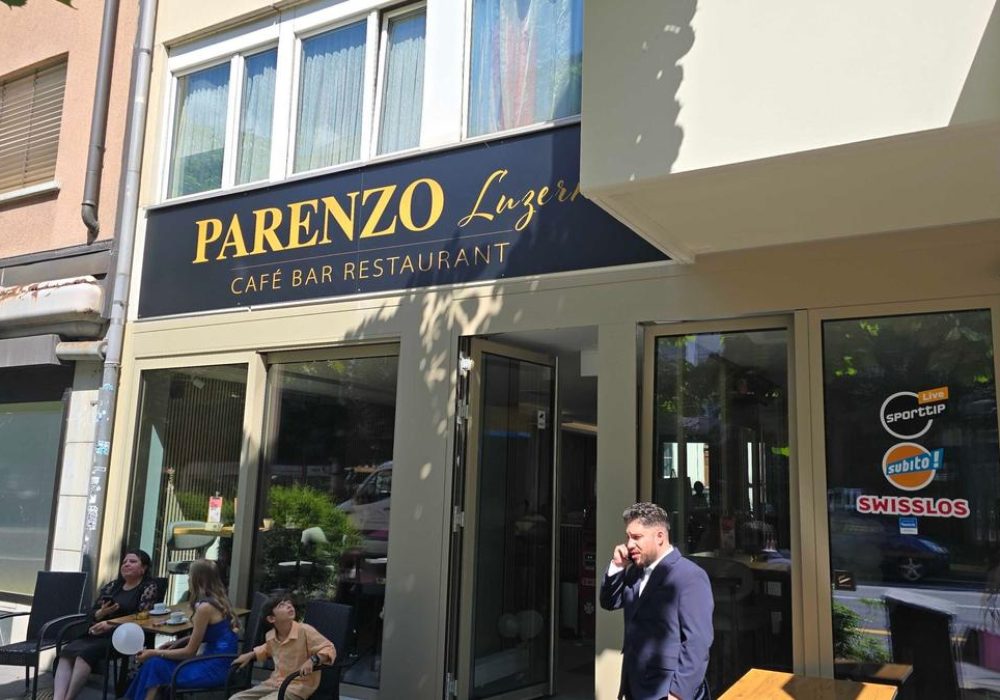 PARENZO Luzern
CAFÉ BAR RESTAURANT
Live
SPORTTIP
subito!
SWISSLOS